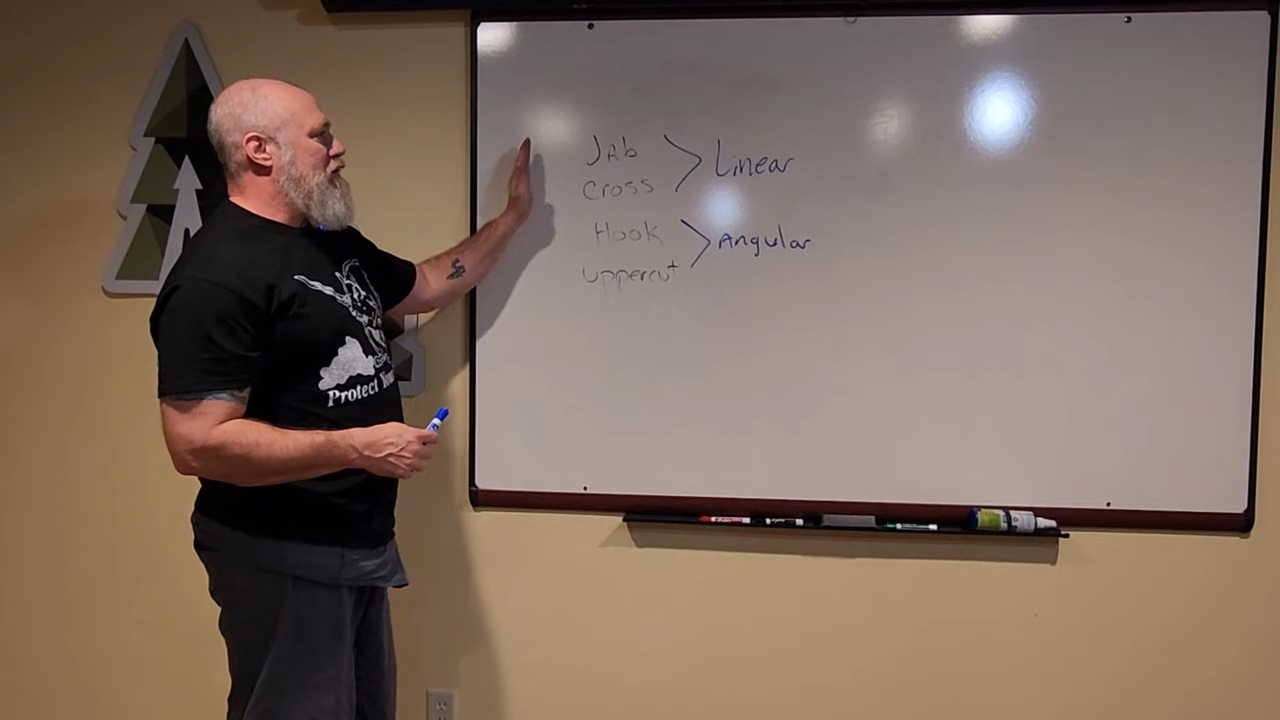 Jab
Cross
> Linear
Hook
Uppercut
> Angular
Protect